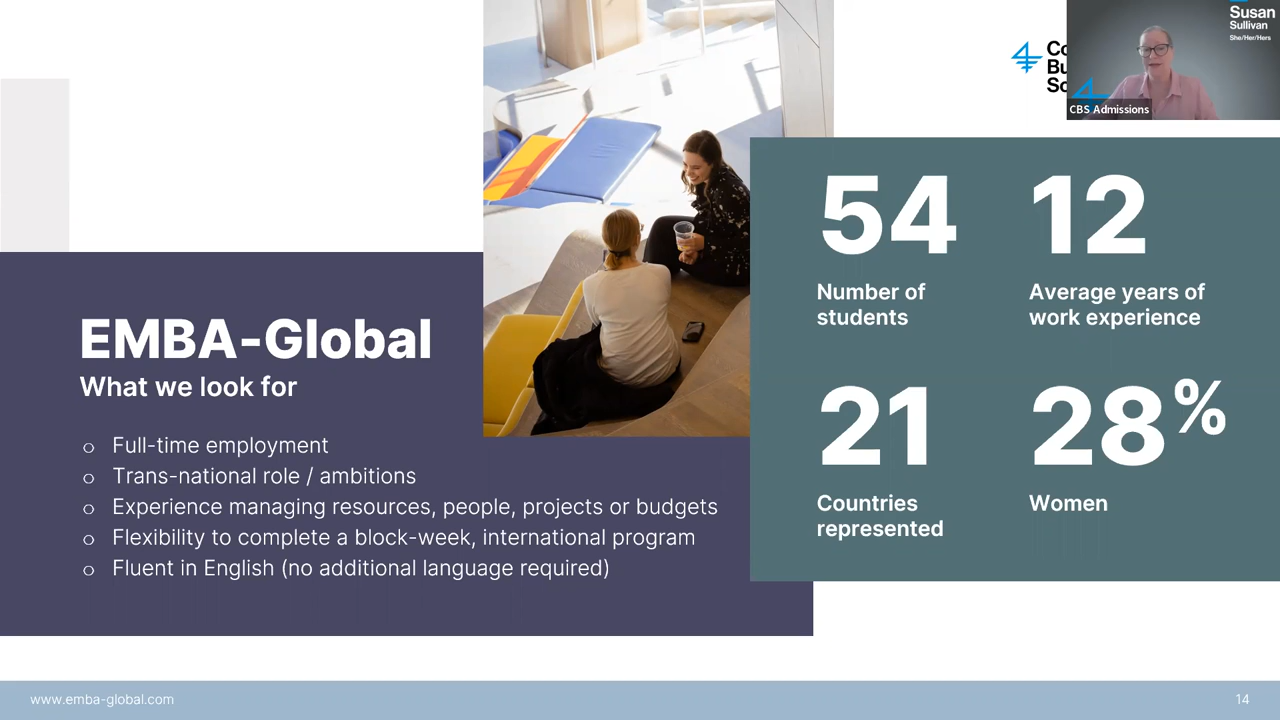 EMBA-Global
What we look for
o Full-time employment
o Trans-national role / ambitions
o Experience managing resources, people, projects or budgets
o Flexibility to complete a block-week, international program
o Fluent in English (no additional language required)
54
Number of
students
12
Average years of
work experience
21
Countries
represented
28%
Women
Susan
Sullivan
She/Her/Hers
CBS Admissions
www.emba-global.com
14